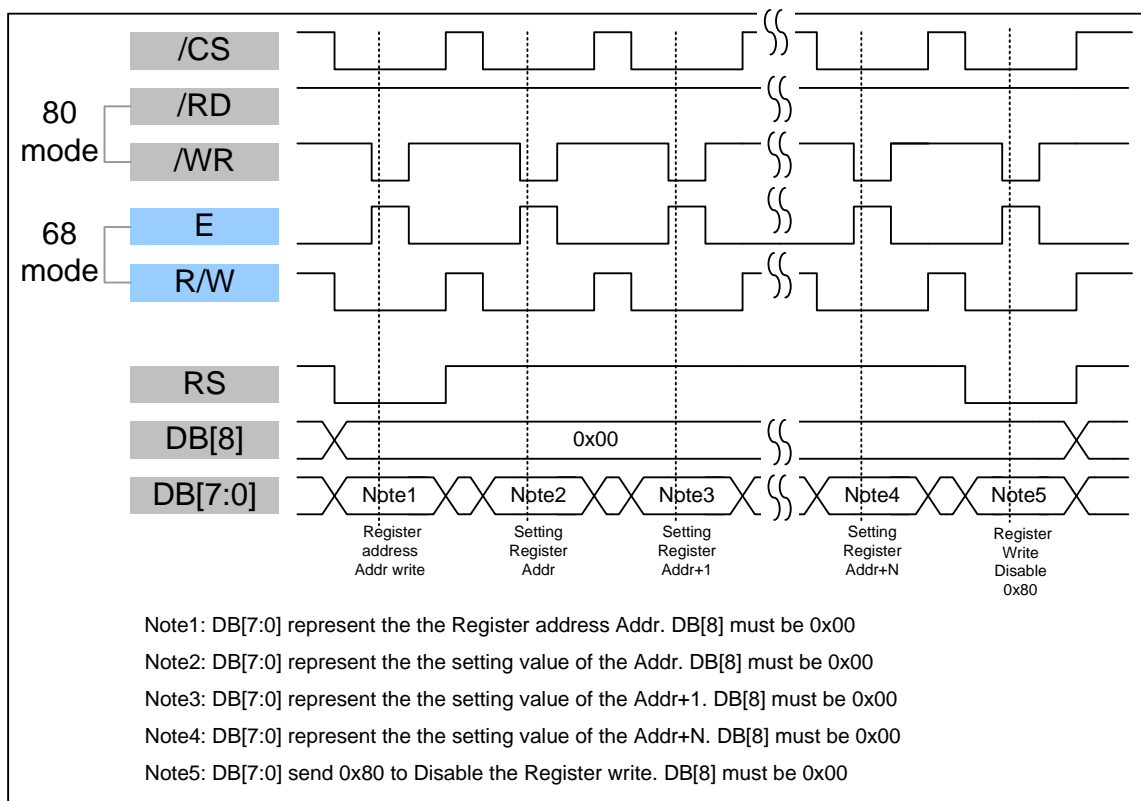 /CS
80
mode
/RD
/WR
68
mode
E
R/W
RS
DB[8]
0x00
DB[7:0]
Note1
Note2
Note3
Note4
Note5
Register
address
Addr write
Setting
Register
Addr
Setting
Register
Addr+1
Setting
Register
Addr+N
Register
Write
Disable
0x80
Note1: DB[7:0] represent the the Register address Addr. DB[8] must be 0x00
Note2: DB[7:0] represent the the setting value of the Addr. DB[8] must be 0x00
Note3: DB[7:0] represent the the setting value of the Addr+1. DB[8] must be 0x00
Note4: DB[7:0] represent the the setting value of the Addr+N. DB[8] must be 0x00
Note5: DB[7:0] send 0x80 to Disable the Register write. DB[8] must be 0x00